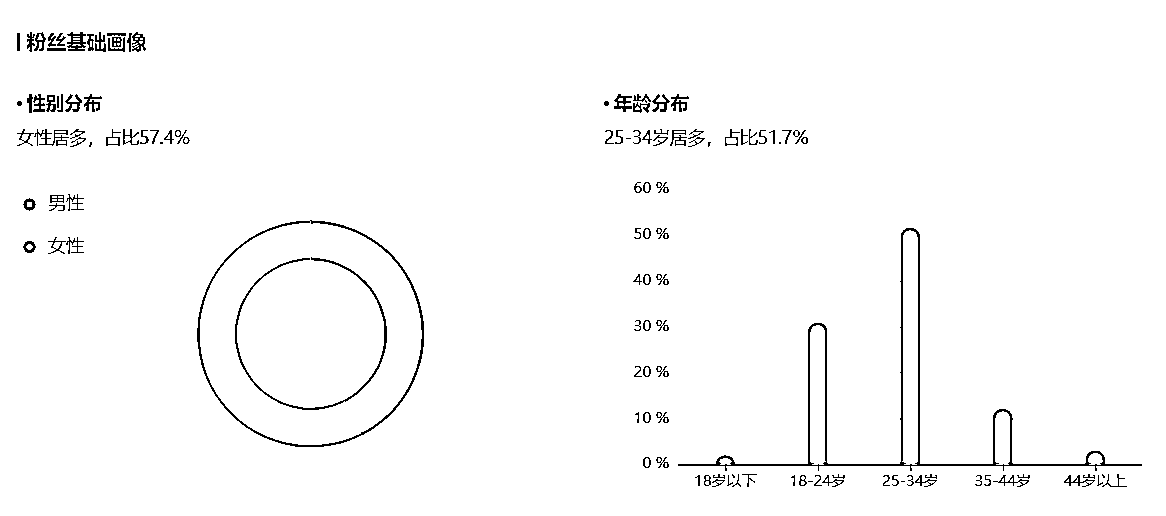 粉丝基础画像
• 性别分布
女性居多，占比57.4%
男性
女性
• 年龄分布
25-34岁居多，占比51.7%
60 %
50 %
40 %
30 %
20 %
10 %
0 %
18岁以下 18-24岁 25-34岁 35-44岁 44岁以上